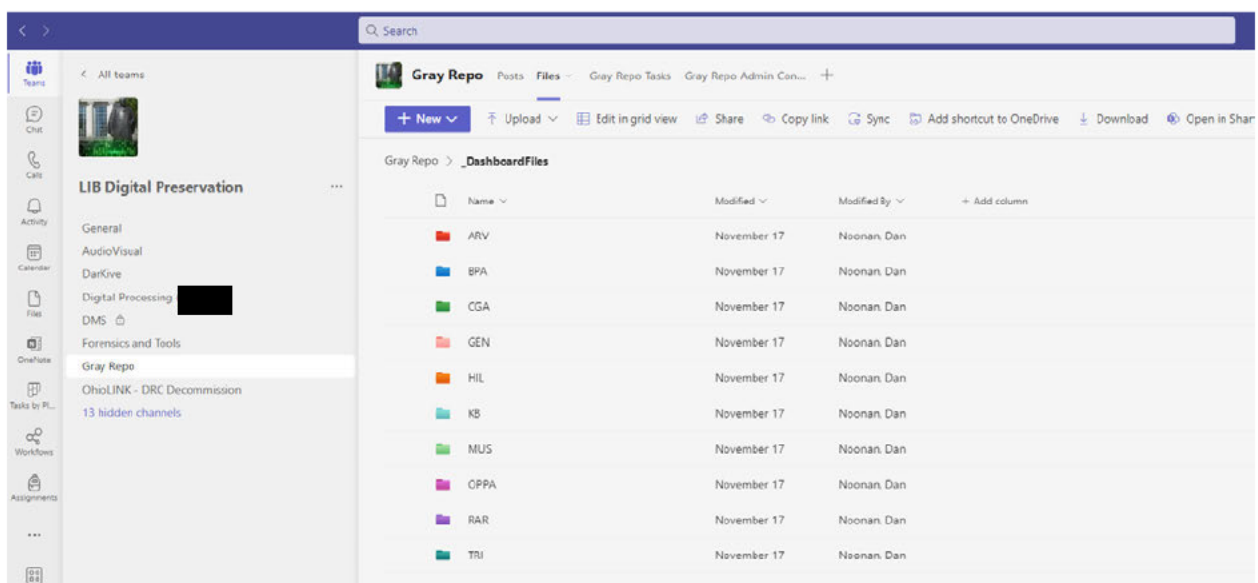 Search
Teams
Chat
Calls
Activity
Calendar
Files
OneNote
Tasks by Pl...
Workflows
Assignments
...
All teams
LIB Digital Preservation ...
General
AudioVisual
DarKive
Digital Processing
DMS
Forensics and Tools
Gray Repo
OhioLINK - DRC Decommission
13 hidden channels
Gray Repo Posts Files Gray Repo Tasks Gray Repo Admin Con... +
+ New Upload Edit in grid view Share Copy link Sync Add shortcut to OneDrive Download Open in Shar
Gray Repo > _DashboardFiles
Name Modified Modified By + Add column
ARV November 17 Noonan, Dan
BPA November 17 Noonan, Dan
CGA November 17 Noonan, Dan
GEN November 17 Noonan, Dan
HIL November 17 Noonan, Dan
KB November 17 Noonan, Dan
MUS November 17 Noonan, Dan
OPPA November 17 Noonan, Dan
RAR November 17 Noonan, Dan
TRI November 17 Noonan, Dan